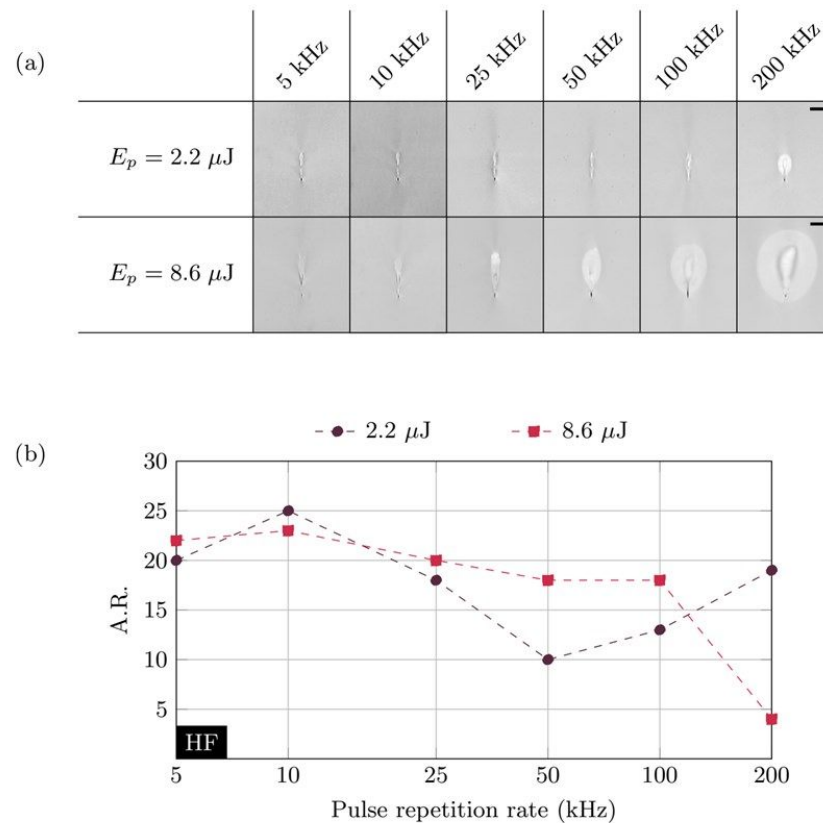 (a)
5 kHz 10 kHz 25 kHz 50 kHz 100 kHz 200 kHz
E_p = 2.2 μJ
E_p = 8.6 μJ
(b)
2.2 μJ 8.6 μJ
30
25
20
15
10
5
A.R.
HF
5 10 25 50 100 200
Pulse repetition rate (kHz)